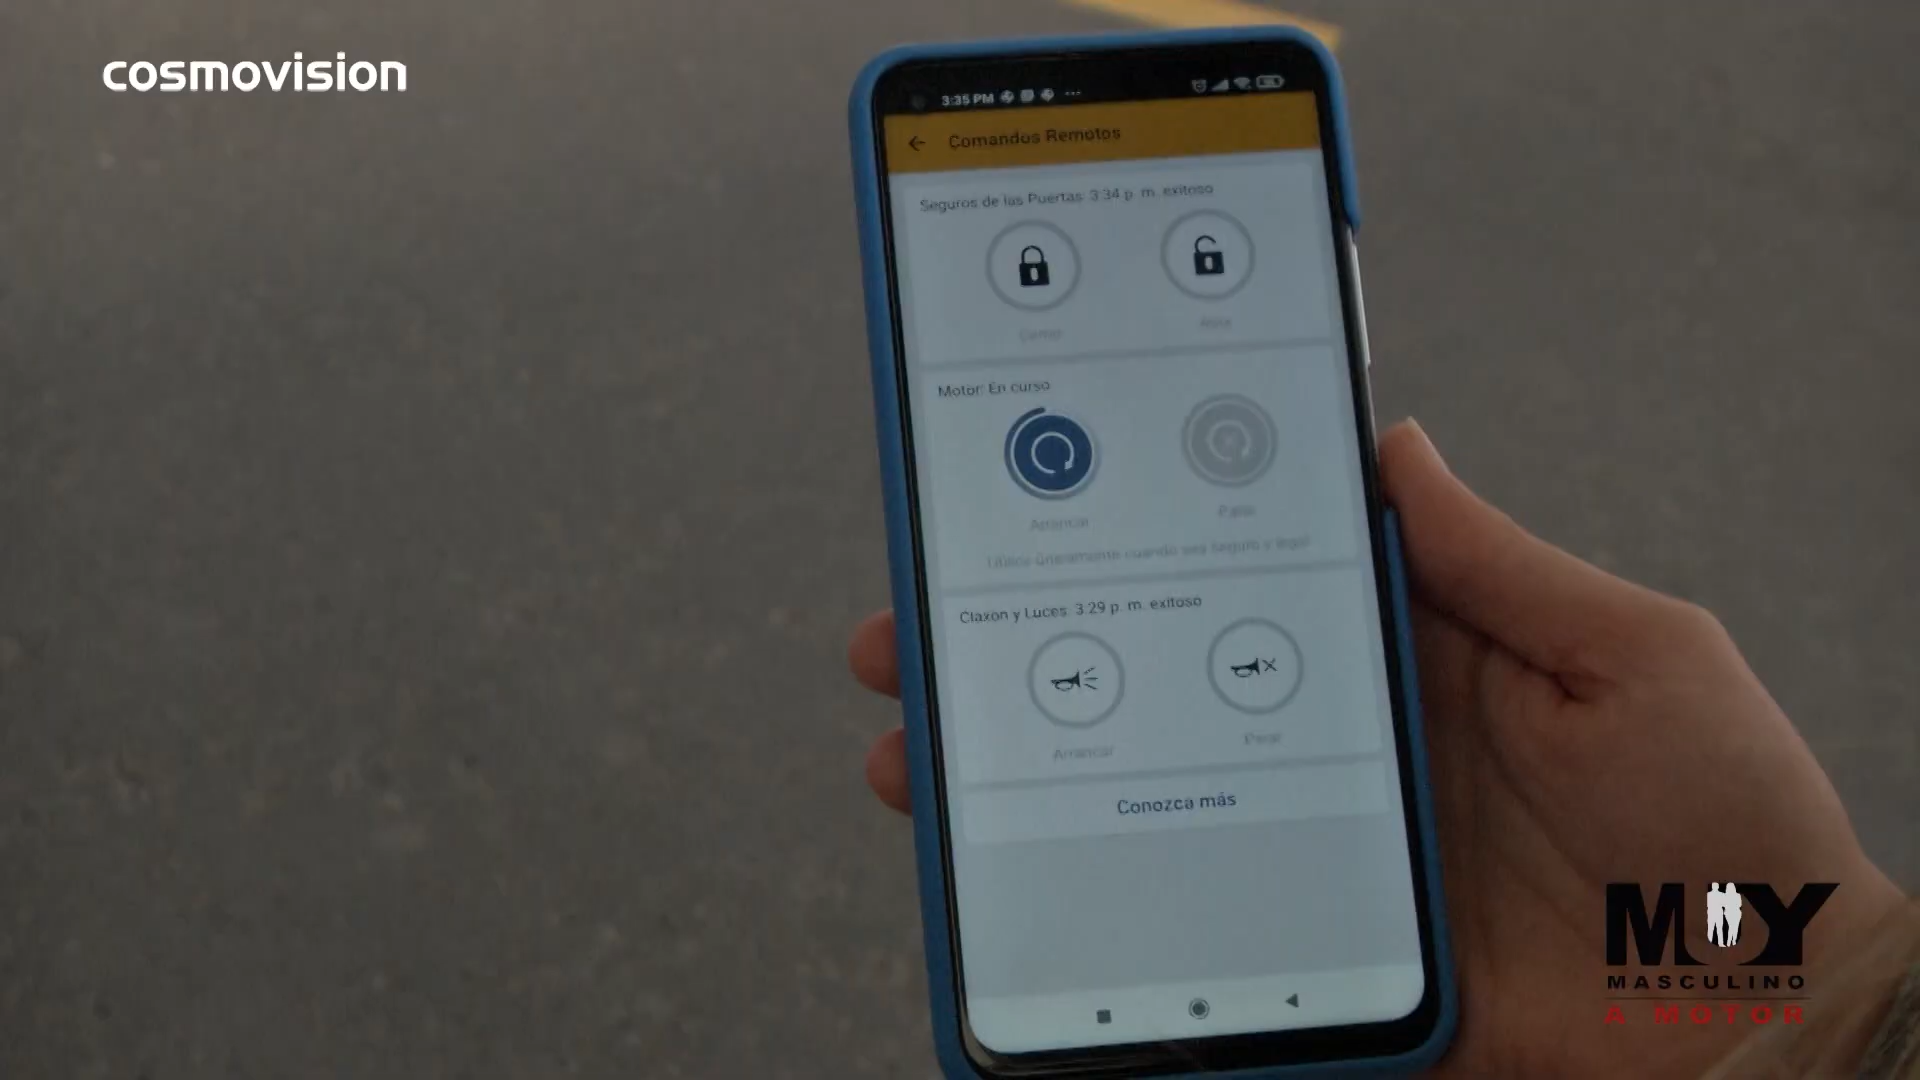 cosmovision
3:35 PM
Comandos Remotos
Seguros de las Puertas: 3:34 p. m. exitoso
Cerrar
Abrir
Motor: En curso
Arrancar
Parar
Utilice únicamente cuando sea seguro y legal
Claxon y Luces: 3:29 p. m. exitoso
Arrancar
Parar
Conozca más
MUY
MASCULINO
A MOTOR